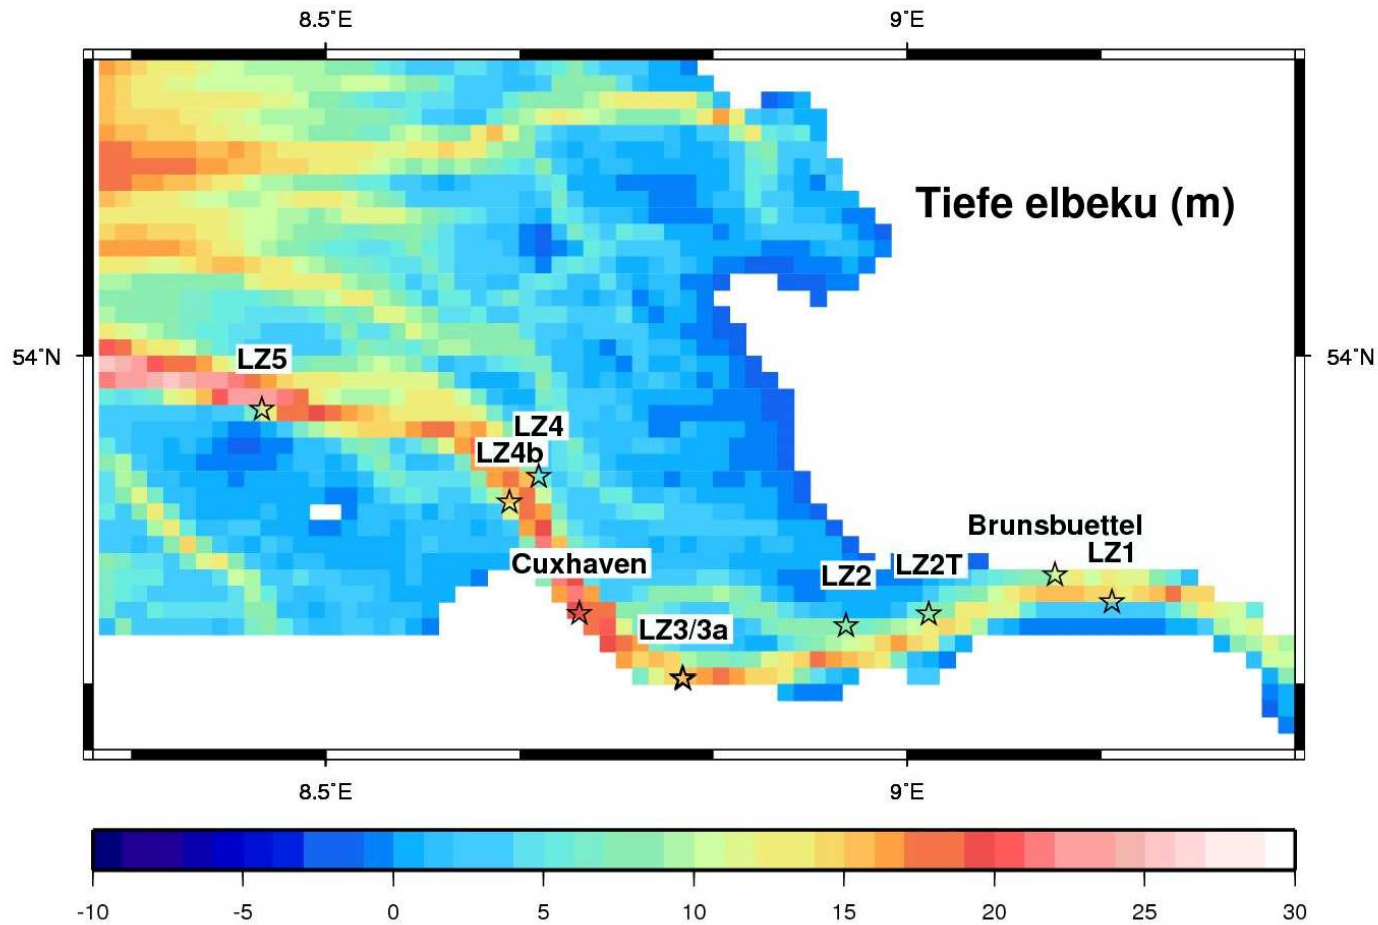 8.5°E 9°E
Tiefe elbeku (m)
54°N 54°N
LZ5
LZ4
LZ4b
Brunsbuettel
LZ1
Cuxhaven
LZ2T
LZ2
LZ3/3a
8.5°E 9°E
-10 -5 0 5 10 15 20 25 30